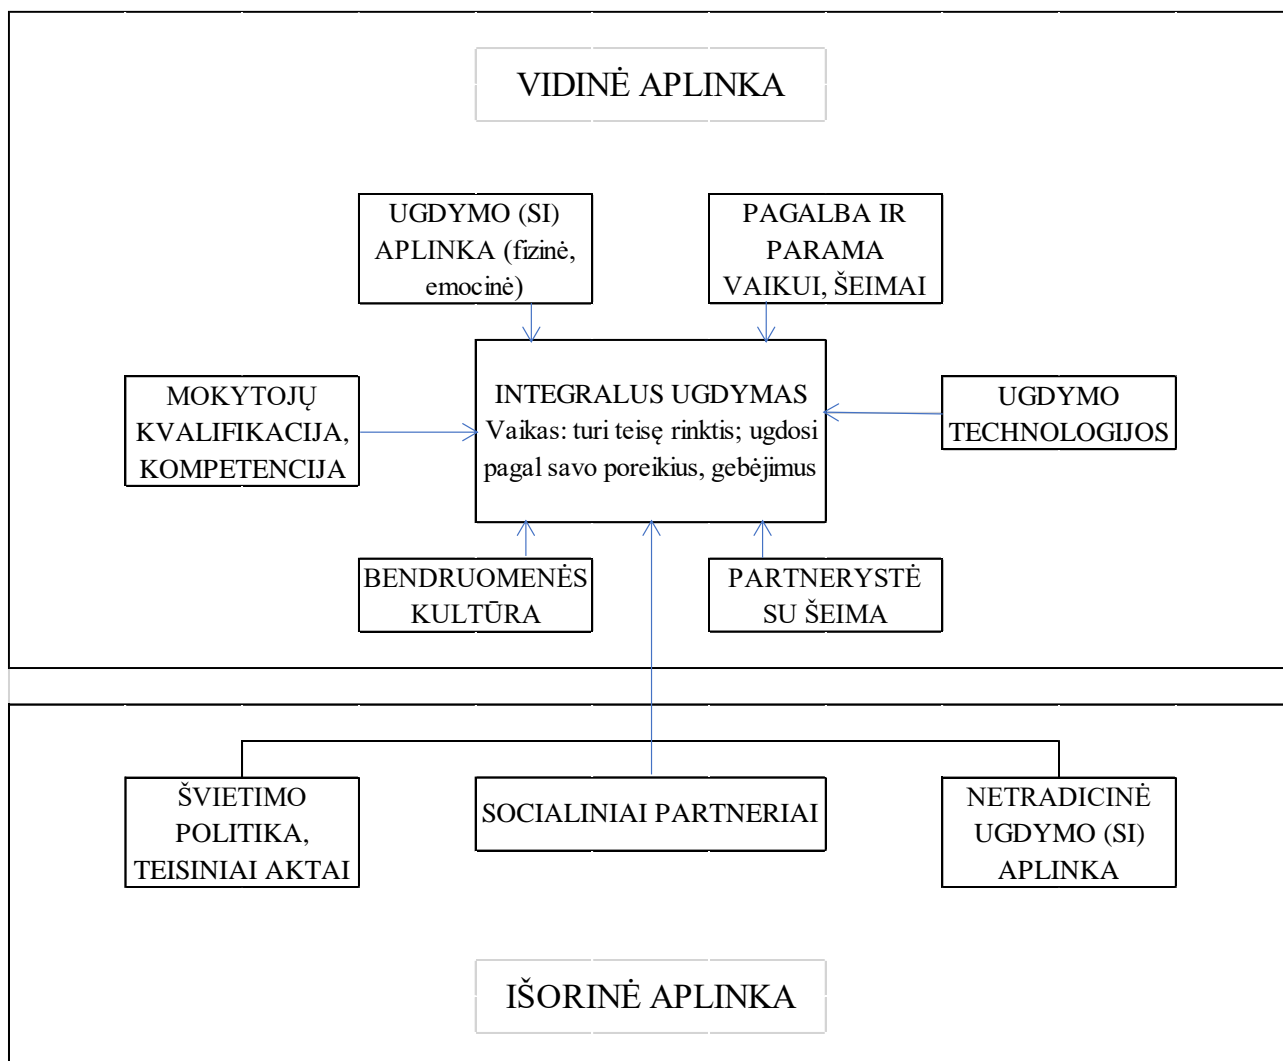 VIDINĖ APLINKA
UGDYMO (SI)
APLINKA (fizinė,
emocinė)
PAGALBA IR
PARAMA
VAIKUI, ŠEIMAI
MOKYTOJŲ
KVALIFIKACIJA,
KOMPETENCIJA
INTEGRALUS UGDYMAS
Vaikas: turi teisę rinktis; ugdosi
pagal savo poreikius, gebėjimus
UGDYMO
TECHNOLOGIJOS
BENDRUOMENĖS
KULTŪRA
PARTNERYSTĖ
SU ŠEIMA
ŠVIETIMO
POLITIKA,
TEISINIAI AKTAI
SOCIALINIAI PARTNERIAI
NETRADICINĖ
UGDYMO (SI)
APLINKA
IŠORINĖ APLINKA